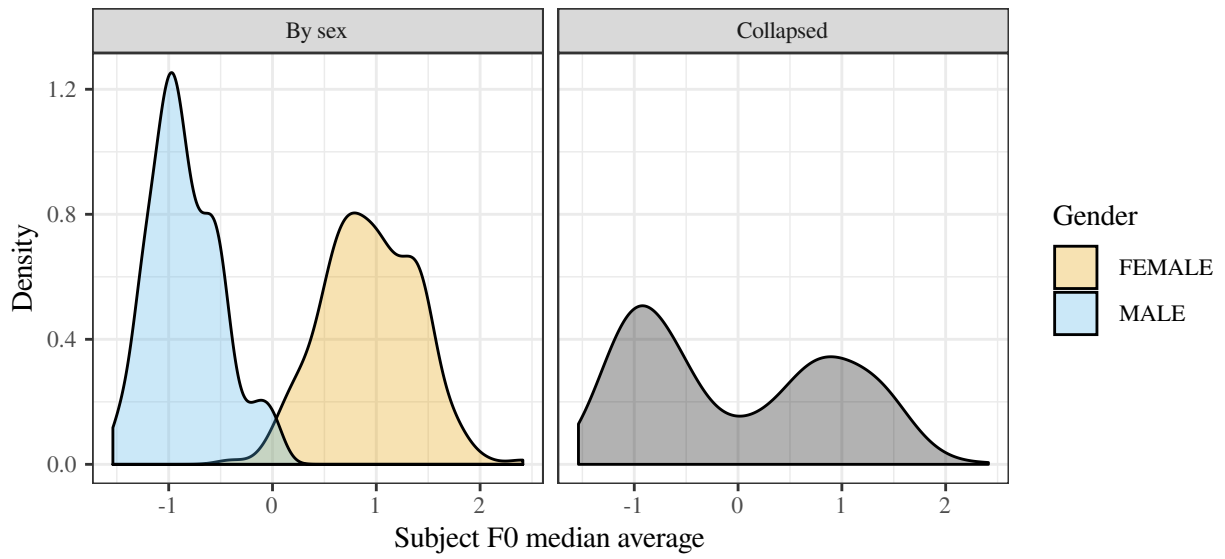 By sex
Collapsed
Density
1.2
0.8
0.4
0.0
-1
0
1
2
-1
0
1
2
Subject F0 median average
Gender
FEMALE
MALE